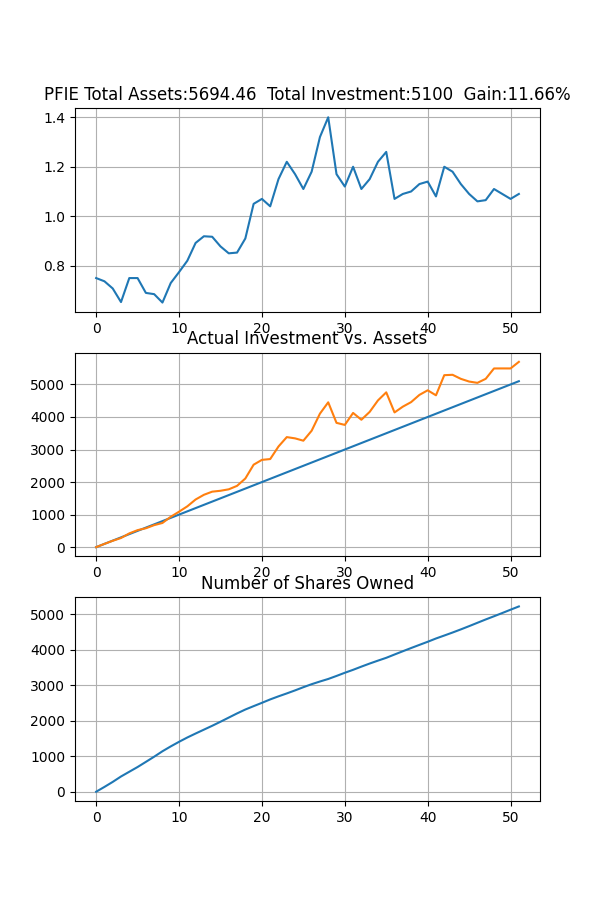 PFIE Total Assets:5694.46  Total Investment:5100  Gain:11.66%
1.4
1.2
1.0
0.8
0 10 20 30 40 50
Actual Investment vs. Assets
5000
4000
3000
2000
1000
0
0 10 20 30 40 50
Number of Shares Owned
5000
4000
3000
2000
1000
0
0 10 20 30 40 50